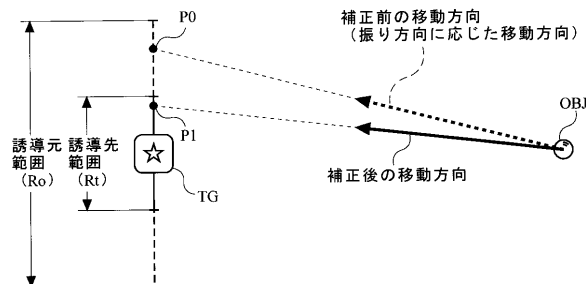 P0
補正前の移動方向
（振り方向に応じた移動方向）
OBJ
P1
誘導元
範囲
（Ro）
誘導先
範囲
（Rt）
TG
補正後の移動方向